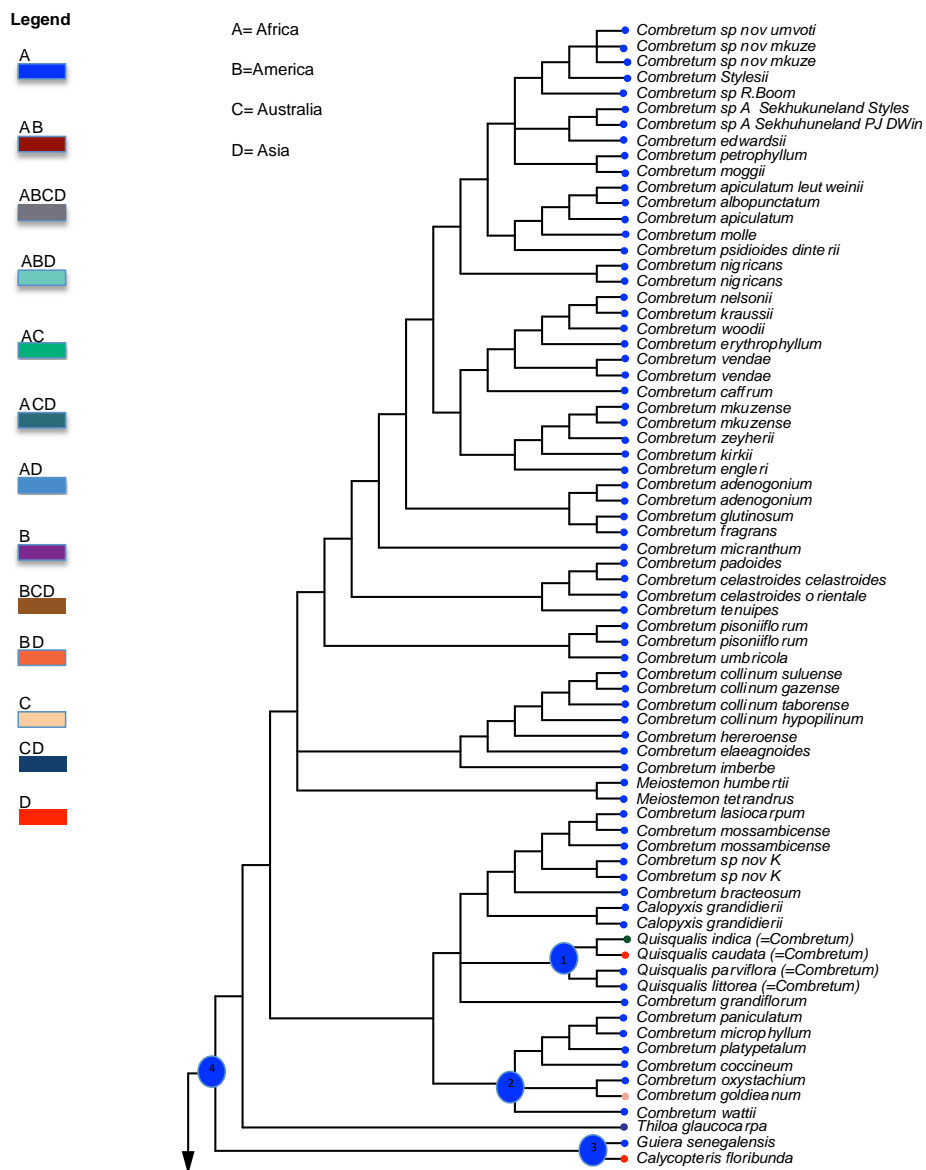 Legend
A
AB
ABCD
ABD
AC
ACD
AD
B
BCD
BD
C
CD
D
A= Africa
B=America
C= Australia
D= Asia
Combretum sp nov umvoti
Combretum sp nov mkuze
Combretum sp nov mkuze
Combretum Stylesii
Combretum sp R.Boom
Combretum sp A Sekhukuneland Styles
Combretum sp A Sekhuhuneland PJ DWin
Combretum edwardsii
Combretum petrophyllum
Combretum moggii
Combretum apiculatum leut weinii
Combretum albopunctatum
Combretum apiculatum
Combretum molle
Combretum psidioides dinte rii
Combretum nigricans
Combretum nigricans
Combretum nelsonii
Combretum kraussii
Combretum woodii
Combretum erythrophyllum
Combretum vendae
Combretum vendae
Combretum caffrum
Combretum mkuzense
Combretum mkuzense
Combretum zeyherii
Combretum kirkii
Combretum engleri
Combretum adenogonium
Combretum adenogonium
Combretum glutinosum
Combretum fragrans
Combretum micranthum
Combretum padoides
Combretum celastroides celastroides
Combretum celastroides o rientale
Combretum tenuipes
Combretum pisoniiflo rum
Combretum pisoniiflo rum
Combretum umbricola
Combretum collinum suluense
Combretum collinum gazense
Combretum collinum taborense
Combretum collinum hypopilinum
Combretum hereroense
Combretum elaeagnoides
Combretum imberbe
Meiostemon humbertii
Meiostemon tetrandrus
Combretum lasiocarpum
Combretum mossambicense
Combretum mossambicense
Combretum sp nov K
Combretum sp nov K
Combretum bracteosum
Calopyxis grandidierii
Calopyxis grandidierii
Quisqualis indica (=Combretum)
Quisqualis caudata (=Combretum)
Quisqualis parviflora (=Combretum)
Quisqualis littorea (=Combretum)
Combretum grandiflorum
Combretum paniculatum
Combretum microphyllum
Combretum platypetalum
Combretum coccineum
Combretum oxystachium
Combretum goldieanum
Combretum wattii
Thiloa glaucocarpa
Guiera senegalensis
Calycopteris floribunda
1
2
3
4